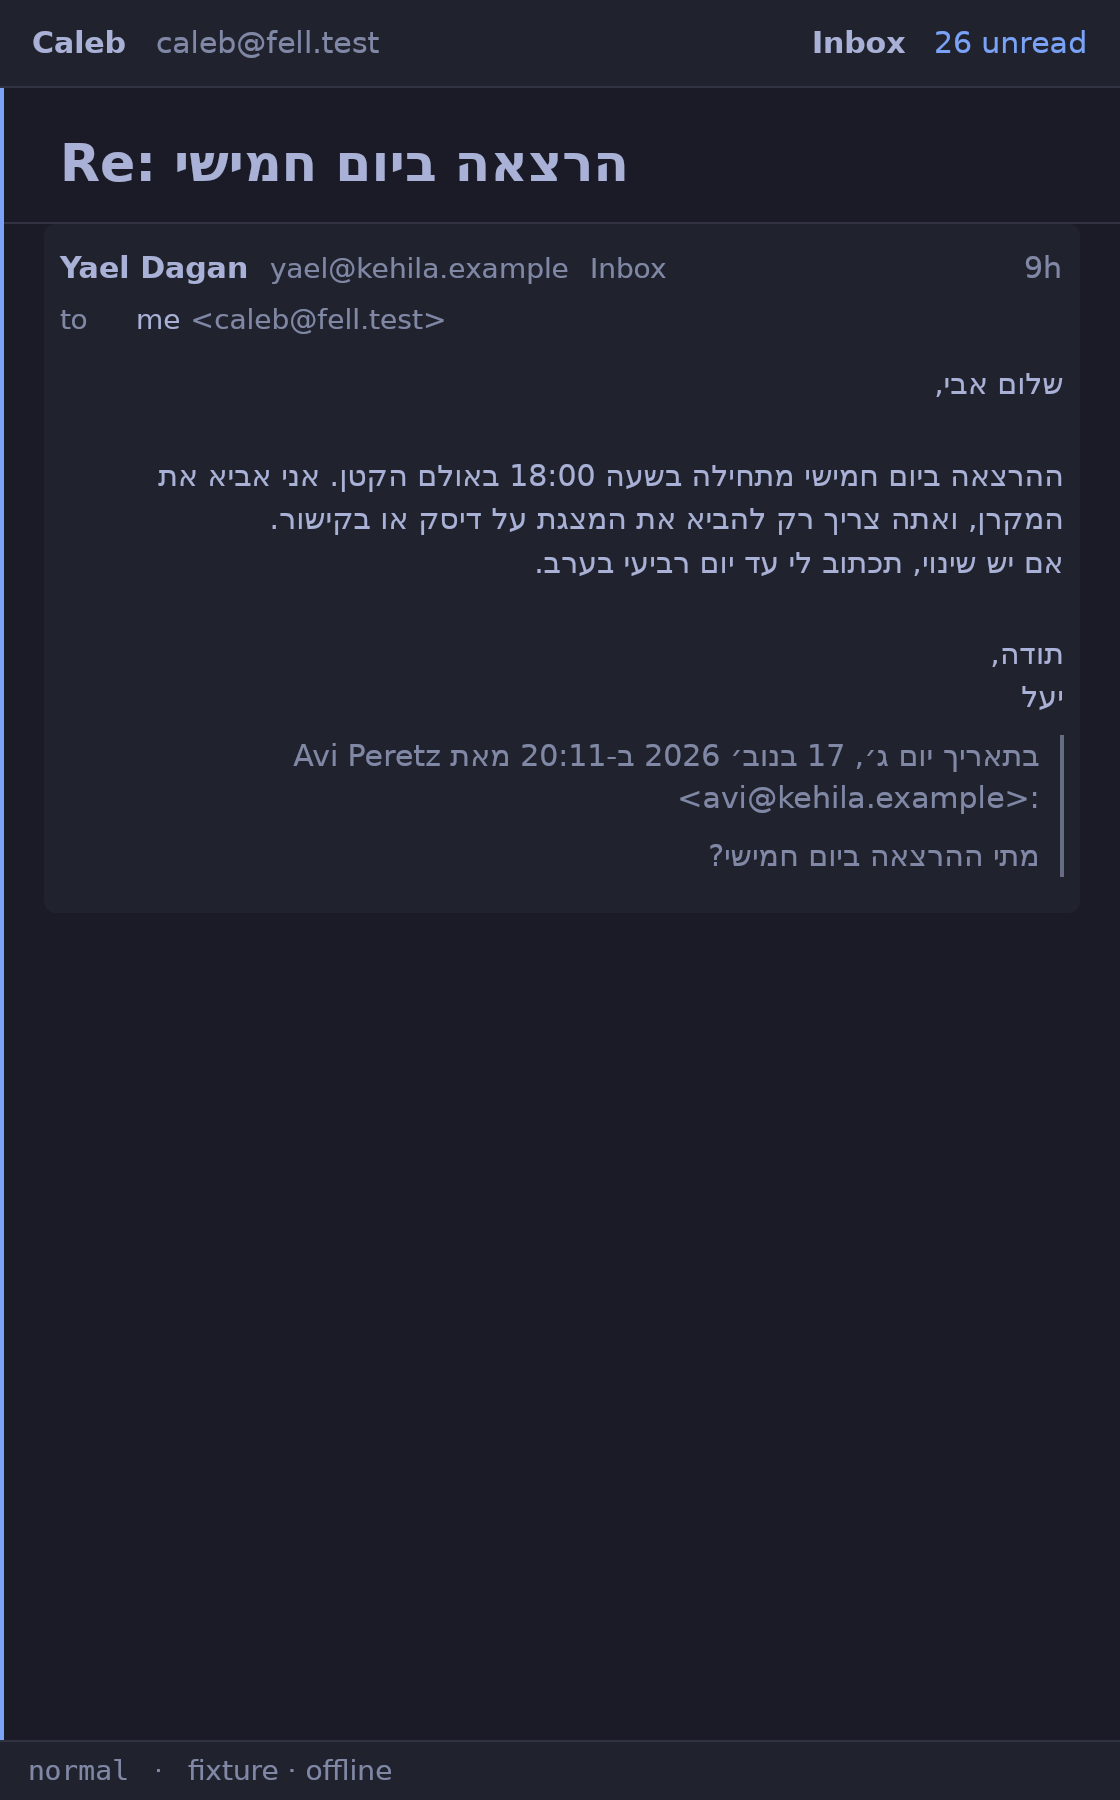 Caleb caleb@fell.test Inbox 26 unread
Re: הרצאה ביום חמישי
Yael Dagan yael@kehila.example Inbox 9h
to me <caleb@fell.test>
שלום אבי,
ההרצאה ביום חמישי מתחילה בשעה 18:00 באולם הקטן. אני אביא את
המקרן, ואתה צריך רק להביא את המצגת על דיסק או בקישור.
אם יש שינוי, תכתוב לי עד יום רביעי בערב.
תודה,
יעל
בתאריך יום ג׳, 17 בנוב׳ 2026 ב-20:11 מאת Avi Peretz
<avi@kehila.example>:
מתי ההרצאה ביום חמישי?
normal · fixture · offline